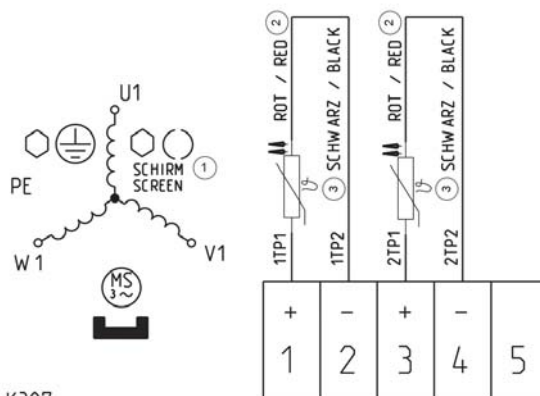 U1
PE
SCHIRM
SCREEN
1
W1
V1
MS
3~
2
ROT / RED
SCHWARZ / BLACK
3
ϑ
1TP1
1TP2
2
ROT / RED
SCHWARZ / BLACK
3
ϑ
2TP1
2TP2
+ - + -
1 2 3 4 5